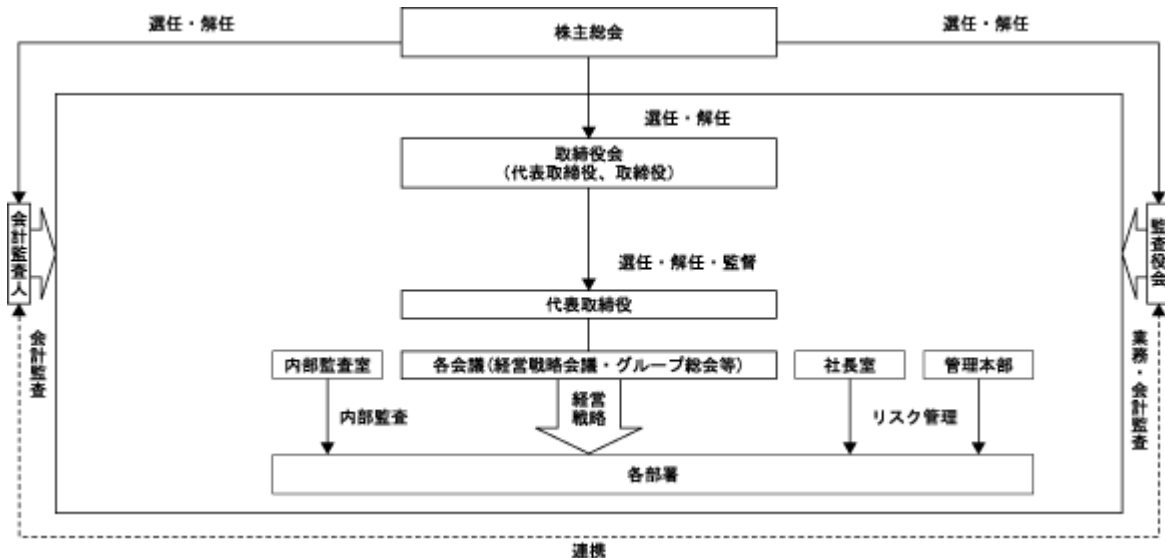 選任・解任
株主総会
選任・解任
選任・解任
取締役会
(代表取締役、取締役)
会計監査人
監査役会
選任・解任・監督
代表取締役
会計監査
業務・会計監査
内部監査室
各会議(経営戦略会議・グループ総会等)
社長室
管理本部
内部監査
経営
戦略
リスク管理
各部署
連携